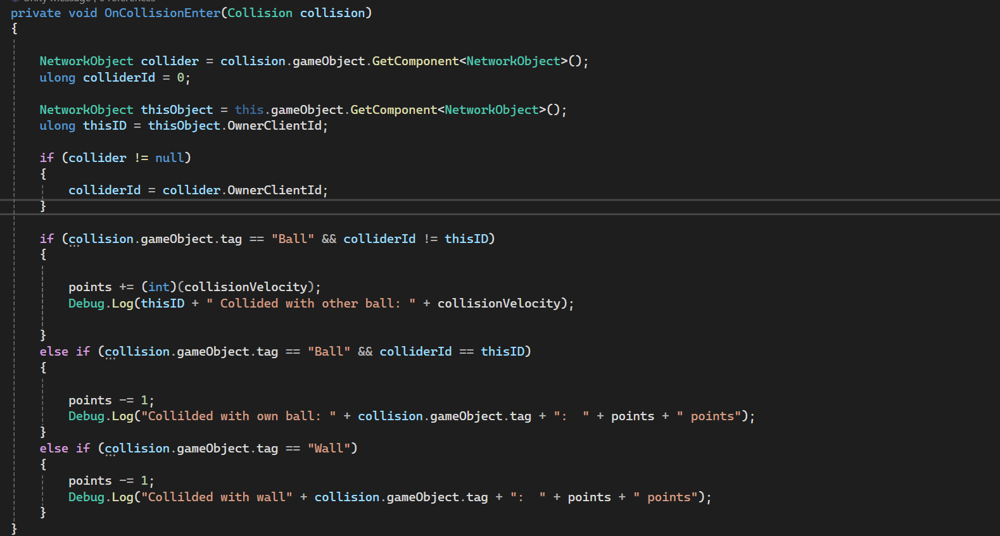 Unity Message | 0 references
private void OnCollisionEnter(Collision collision)
{
NetworkObject collider = collision.gameObject.GetComponent<NetworkObject>();
ulong colliderId = 0;
NetworkObject thisObject = this.gameObject.GetComponent<NetworkObject>();
ulong thisID = thisObject.OwnerClientId;
if (collider != null)
{
colliderId = collider.OwnerClientId;
}
if (collision.gameObject.tag == "Ball" && colliderId != thisID)
{
points += (int)(collisionVelocity);
Debug.Log(thisID + " Collided with other ball: " + collisionVelocity);
}
else if (collision.gameObject.tag == "Ball" && colliderId == thisID)
{
points -= 1;
Debug.Log("Collilded with own ball: " + collision.gameObject.tag + ":  " + points + " points");
}
else if (collision.gameObject.tag == "Wall")
{
points -= 1;
Debug.Log("Collilded with wall" + collision.gameObject.tag + ":  " + points + " points");
}
}